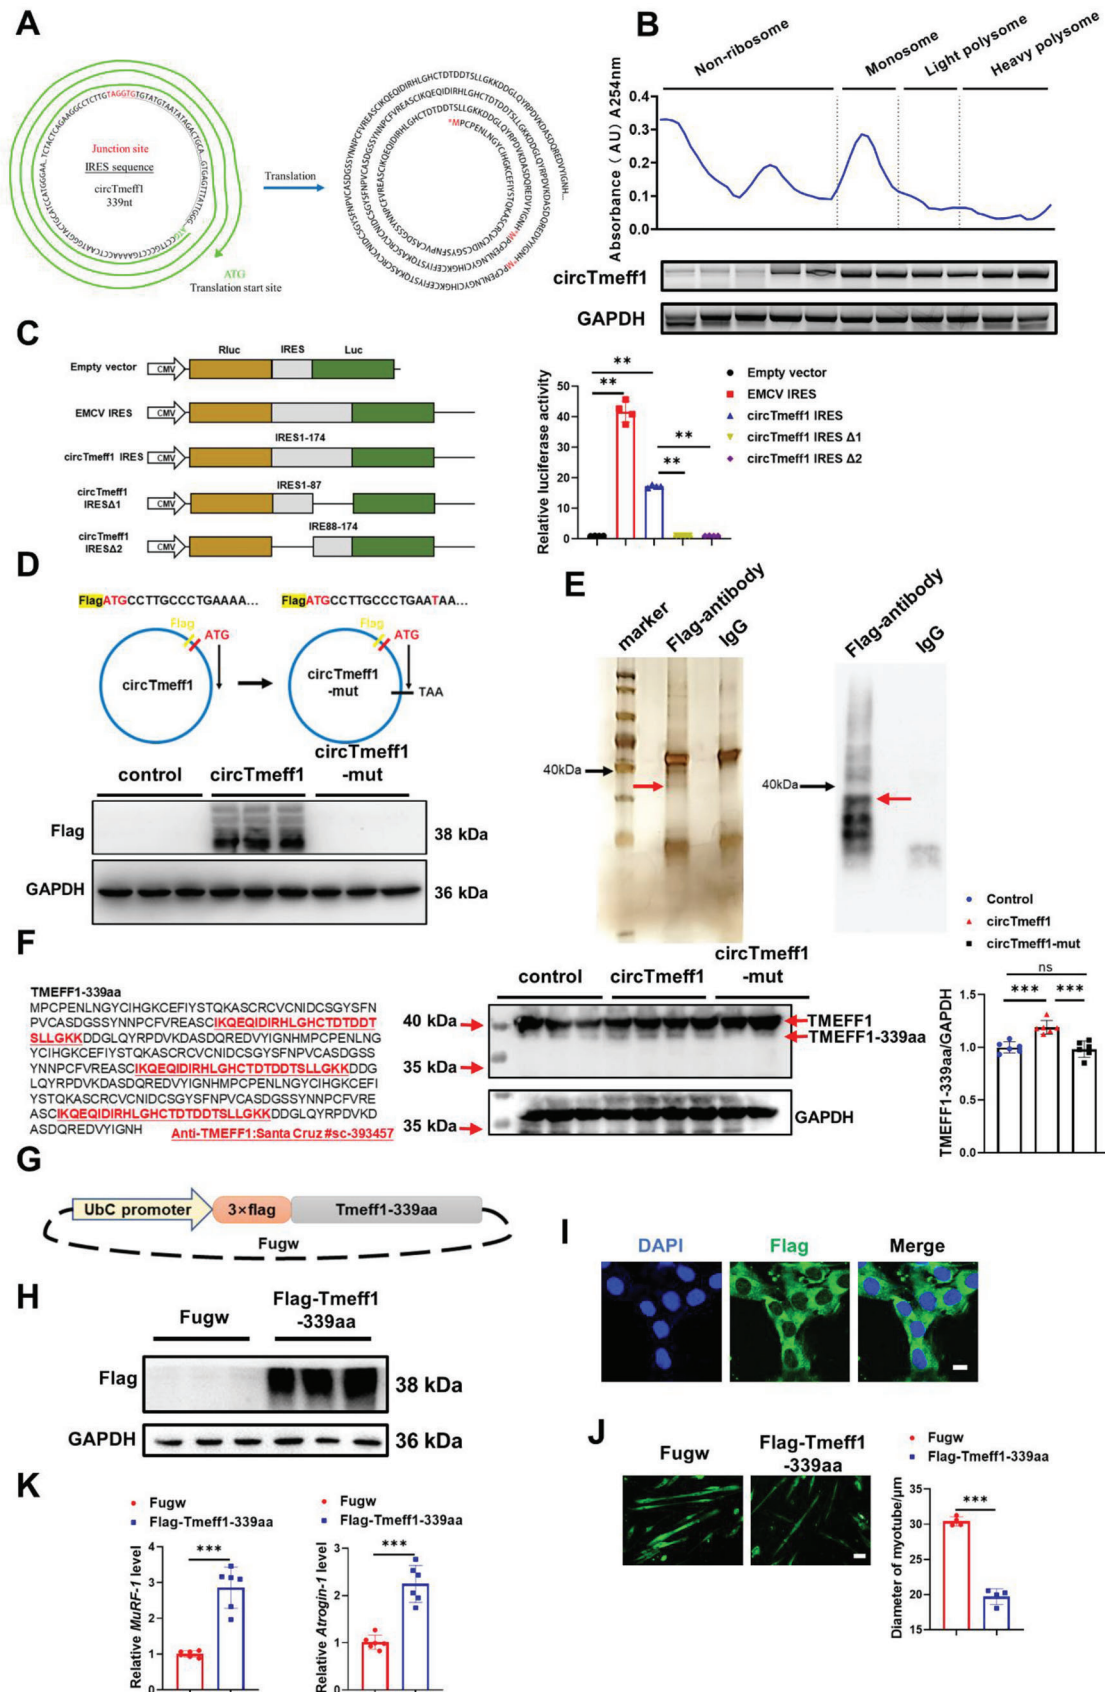 A
TAGGTG
Junction site
IRES sequence
circTmeff1
339nt
ATG
Translation start site
Translation
B
Non-ribosome
Monosome
Light polysome
Heavy polysome
Absorbance ( AU) A254nm
0.4
0.3
0.2
0.1
0.0
circTmeff1
GAPDH
C
Rluc IRES Luc
Empty vector CMV
EMCV IRES CMV
IRES1-174
circTmeff1 IRES CMV
IRES1-87
circTmeff1
IRESΔ1 CMV
IRE88-174
circTmeff1
IRESΔ2 CMV
Relative luciferase activity
50
40
30
20
10
0
** ** ** **
Empty vector
EMCV IRES
circTmeff1 IRES
circTmeff1 IRES Δ1
circTmeff1 IRES Δ2
D
FlagATGCCTTGCCCTGAAAA...
FlagATGCCTTGCCCTGAATAA...
Flag
ATG
circTmeff1
Flag
ATG
circTmeff1
-mut
TAA
control circTmeff1 circTmeff1
-mut
Flag 38 kDa
GAPDH 36 kDa
E
marker
Flag-antibody
IgG
40kDa
Flag-antibody
IgG
40kDa
F
TMEFF1-339aa
MPCPENLNGYCIHGKCEFIYSTQKASCRCVCNIDCSGYSFN
PVCASDGSSYNNPCFVREASCIKQEQIDIRHLGHCTDTDDT
SLLGKKDDGLQYRPDVKDASDQREDVYIGNHMPCPENLNG
YCIHGKCEFIYSTQKASCRCVCNIDCSGYSFNPVCASDGSS
YNNPCFVREASCIKQEQIDIRHLGHCTDTDDTSLLGKKDDG
LQYRPDVKDASDQREDVYIGNHMPCPENLNGYCIHGKCEFI
YSTQKASCRCVCNIDCSGYSFNPVCASDGSSYNNPCFVRE
ASCIKQEQIDIRHLGHCTDTDDTSLLGKKDDGLQYRPDVKD
ASDQREDVYIGNH Anti-TMEFF1:Santa Cruz #sc-393457
control circTmeff1 circTmeff1
-mut
40 kDa
35 kDa
35 kDa
TMEFF1
TMEFF1-339aa
GAPDH
Control
circTmeff1
circTmeff1-mut
TMEFF1-339aa/GAPDH
1.5
1.0
0.5
0.0
ns
*** ***
G
UbC promoter 3×flag Tmeff1-339aa
Fugw
H
Fugw Flag-Tmeff1
-339aa
Flag 38 kDa
GAPDH 36 kDa
I
DAPI Flag Merge
J
Fugw Flag-Tmeff1
-339aa
Fugw
Flag-Tmeff1-339aa
Diameter of myotube/μm
35
30
25
20
15
***
K
Fugw
Flag-Tmeff1-339aa
Relative MuRF-1 level
4
3
2
1
0
***
Fugw
Flag-Tmeff1-339aa
Relative Atrogin-1 level
3
2
1
0
***